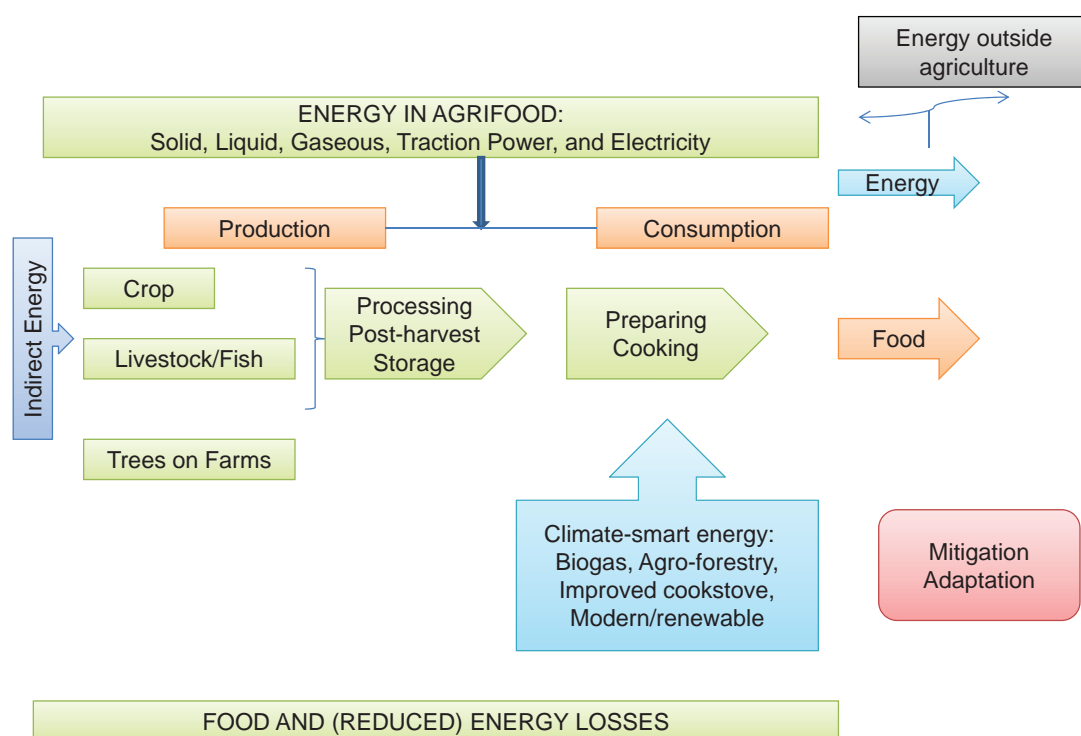 Energy outside
agriculture
ENERGY IN AGRIFOOD:
Solid, Liquid, Gaseous, Traction Power, and Electricity
Energy
Production
Consumption
Indirect Energy
Crop
Livestock/Fish
Trees on Farms
Processing
Post-harvest
Storage
Preparing
Cooking
Food
Climate-smart energy:
Biogas, Agro-forestry,
Improved cookstove,
Modern/renewable
Mitigation
Adaptation
FOOD AND (REDUCED) ENERGY LOSSES